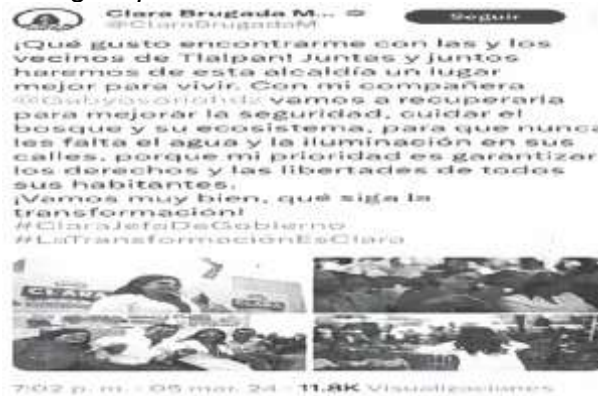 Clara Brugada M...
Seguir
@ClaraBrugadaM
¡Qué gusto encontrarme con las y los
vecinos de Tlalpan! Juntas y juntos
haremos de esta alcaldía un lugar
mejor para vivir. Con mi compañera
@Gabyosoriohdz vamos a recuperarla
para mejorar la seguridad, cuidar el
bosque y su ecosistema, para que nunca
les falta el agua y la iluminación en sus
calles, porque mi prioridad es garantizar
los derechos y las libertades de todos
sus habitantes.
¡Vamos muy bien, qué siga la
transformación!
#ClaraJefaDeGobierno
#LaTransformaciónEsClara
CLARA
7:02 p. m. - 05 mar. 24 - 11.8K Visualizaciones